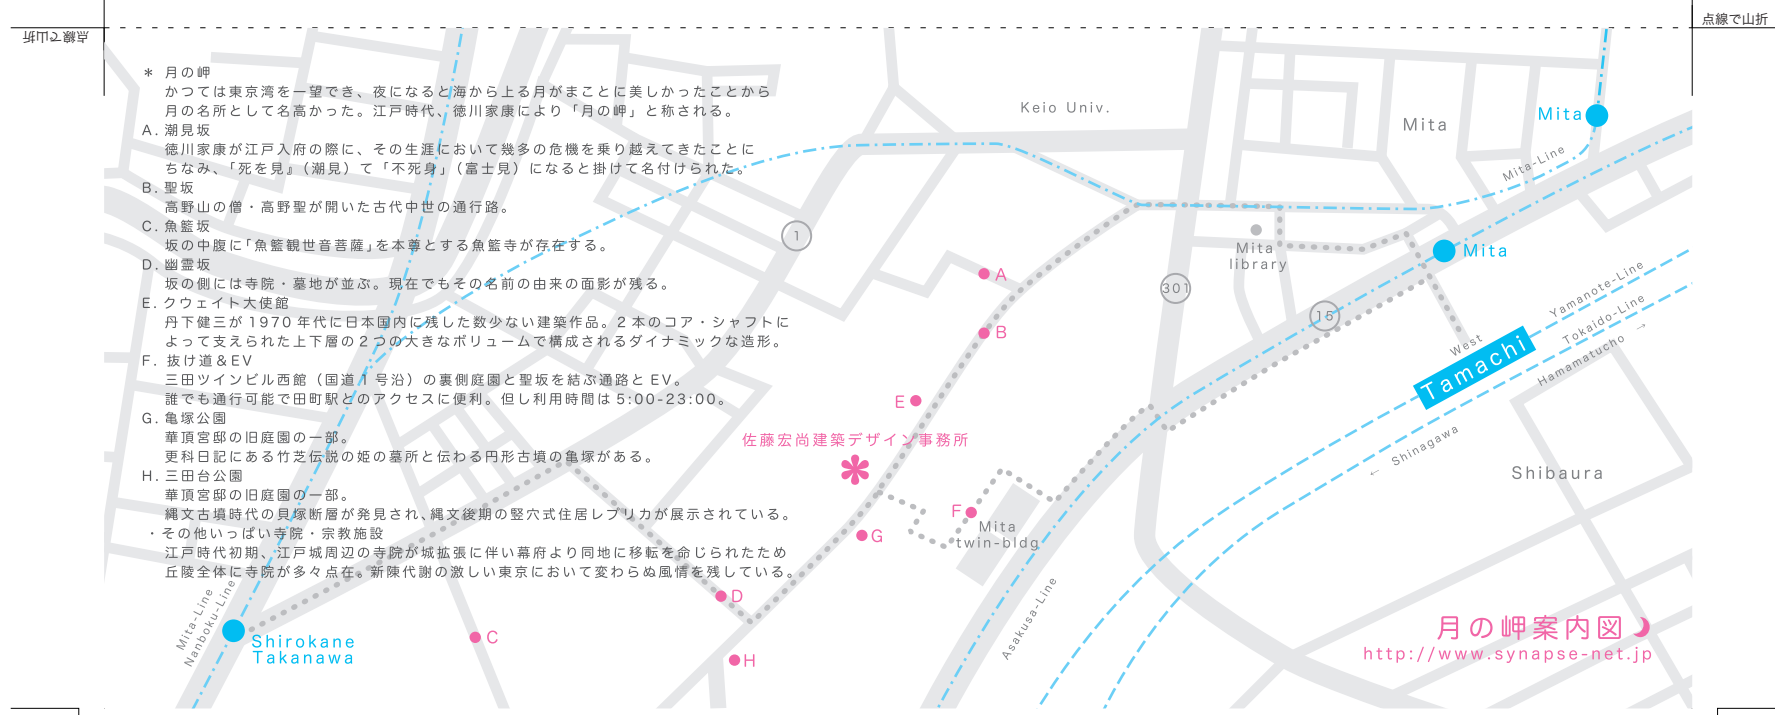 点線で山折
点線で山折
＊ 月の岬
かつては東京湾を一望でき、夜になると海から上る月がまことに美しかったことから
月の名所として名高かった。江戸時代、徳川家康により「月の岬」と称される。
A. 潮見坂
徳川家康が江戸入府の際に、その生涯において幾多の危機を乗り越えてきたことに
ちなみ、「死を見』（潮見）て「不死身」（富士見）になると掛けて名付けられた。
B. 聖坂
高野山の僧・高野聖が開いた古代中世の通行路。
C. 魚籃坂
坂の中腹に「魚籃観世音菩薩」を本尊とする魚籃寺が存在する。
D. 幽霊坂
坂の側には寺院・墓地が並ぶ。現在でもその名前の由来の面影が残る。
E. クウェイト大使館
丹下健三が1970年代に日本国内に残した数少ない建築作品。2本のコア・シャフトに
よって支えられた上下層の2つの大きなボリュームで構成されるダイナミックな造形。
F. 抜け道&EV
三田ツインビル西館（国道1号沿）の裏側庭園と聖坂を結ぶ通路とEV。
誰でも通行可能で田町駅とのアクセスに便利。但し利用時間は5:00-23:00。
G. 亀塚公園
華頂宮邸の旧庭園の一部。
更科日記にある竹芝伝説の姫の墓所と伝わる円形古墳の亀塚がある。
H. 三田台公園
華頂宮邸の旧庭園の一部。
縄文古墳時代の貝塚断層が発見され、縄文後期の竪穴式住居レプリカが展示されている。
・その他いっぱい寺院・宗教施設
江戸時代初期、江戸城周辺の寺院が城拡張に伴い幕府より同地に移転を命じられたため
丘陵全体に寺院が多々点在。新陳代謝の激しい東京において変わらぬ風情を残している。
Keio Univ.
Mita
Mita
Mita-Line
1
Mita
library
Mita
A
301
15
Yamanote-Line
Tokaido-Line
Hamamatucho →
West
Tamachi
B
E
佐藤宏尚建築デザイン事務所
← Shinagawa
Shibaura
F
Mita
twin-bldg
G
D
Asakusa-Line
Mita-Line
Nanboku-Line
Shirokane
Takanawa
C
H
月の岬案内図
http://www.synapse-net.jp